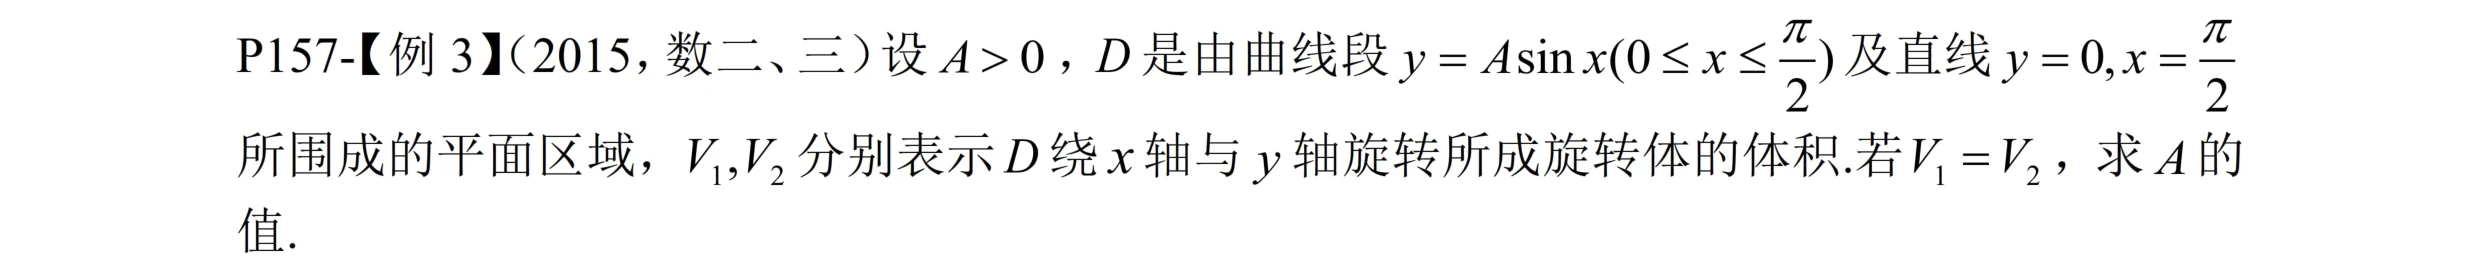 P157-【例 3】（2015，数二、三）设 A > 0，D 是由曲线段 y = A sin x(0 ≤ x ≤ π/2) 及直线 y = 0, x = π/2
所围成的平面区域，V₁,V₂ 分别表示 D 绕 x 轴与 y 轴旋转所成旋转体的体积.若 V₁ = V₂，求 A 的
值.